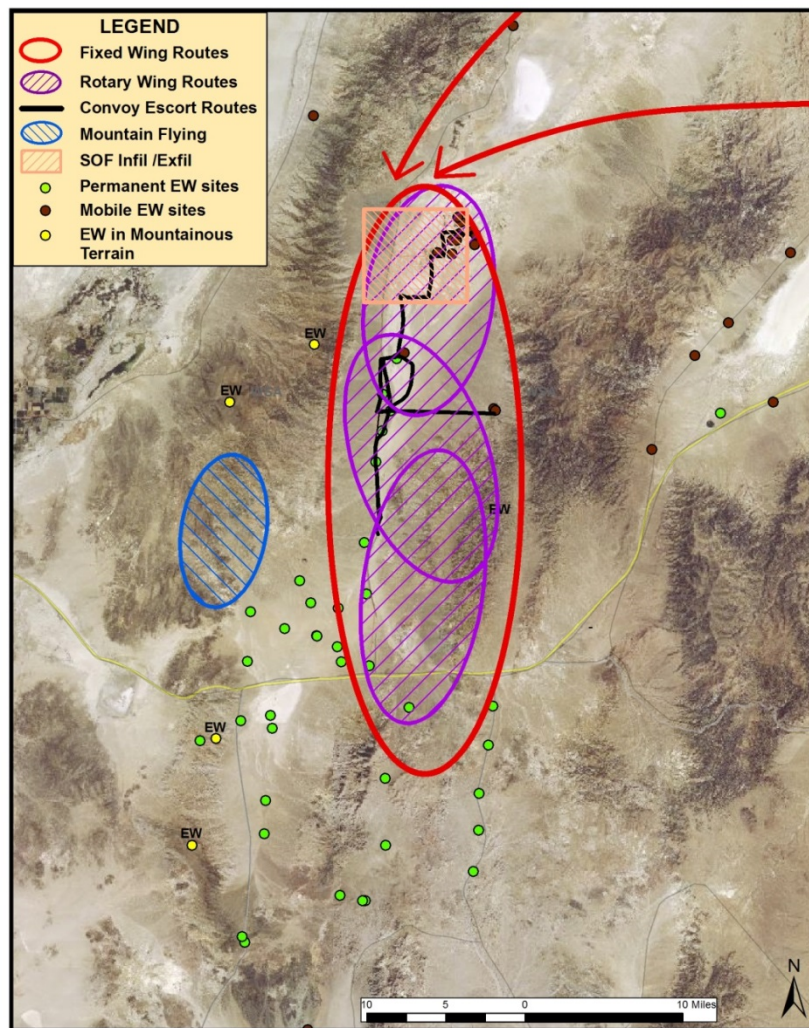 LEGEND
Fixed Wing Routes
Rotary Wing Routes
Convoy Escort Routes
Mountain Flying
SOF Infil /Exfil
Permanent EW sites
Mobile EW sites
EW in Mountainous
Terrain
EW
EW
EW
EW
EW
N
10 5 0 10 Miles